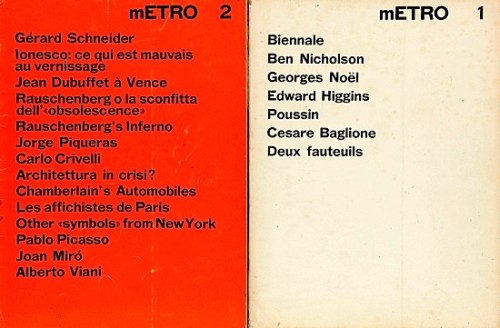 mETRO 2
Gérard Schneider
Ionesco: ce qui est mauvais
au vernissage
Jean Dubuffet à Vence
Rauschenberg o la sconfitta
dell'‹obsolescence›
Rauschenberg's Inferno
Jorge Piqueras
Carlo Crivelli
Architettura in crisi?
Chamberlain's Automobiles
Les affichistes de Paris
Other ‹symbols› from New York
Pablo Picasso
Joan Miró
Alberto Viani
mETRO 1
Biennale
Ben Nicholson
Georges Noël
Edward Higgins
Poussin
Cesare Baglione
Deux fauteuils